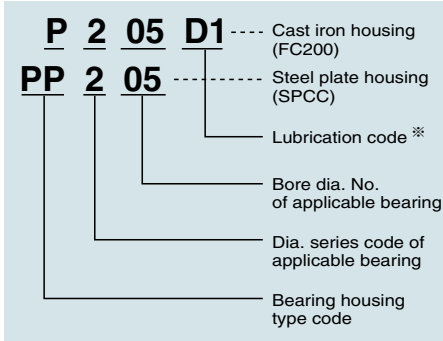 P 2 05 D1 Cast iron housing
(FC200)
PP 2 05 Steel plate housing
(SPCC)
Lubrication code ※
Bore dia. No.
of applicable bearing
Dia. series code of
applicable bearing
Bearing housing
type code